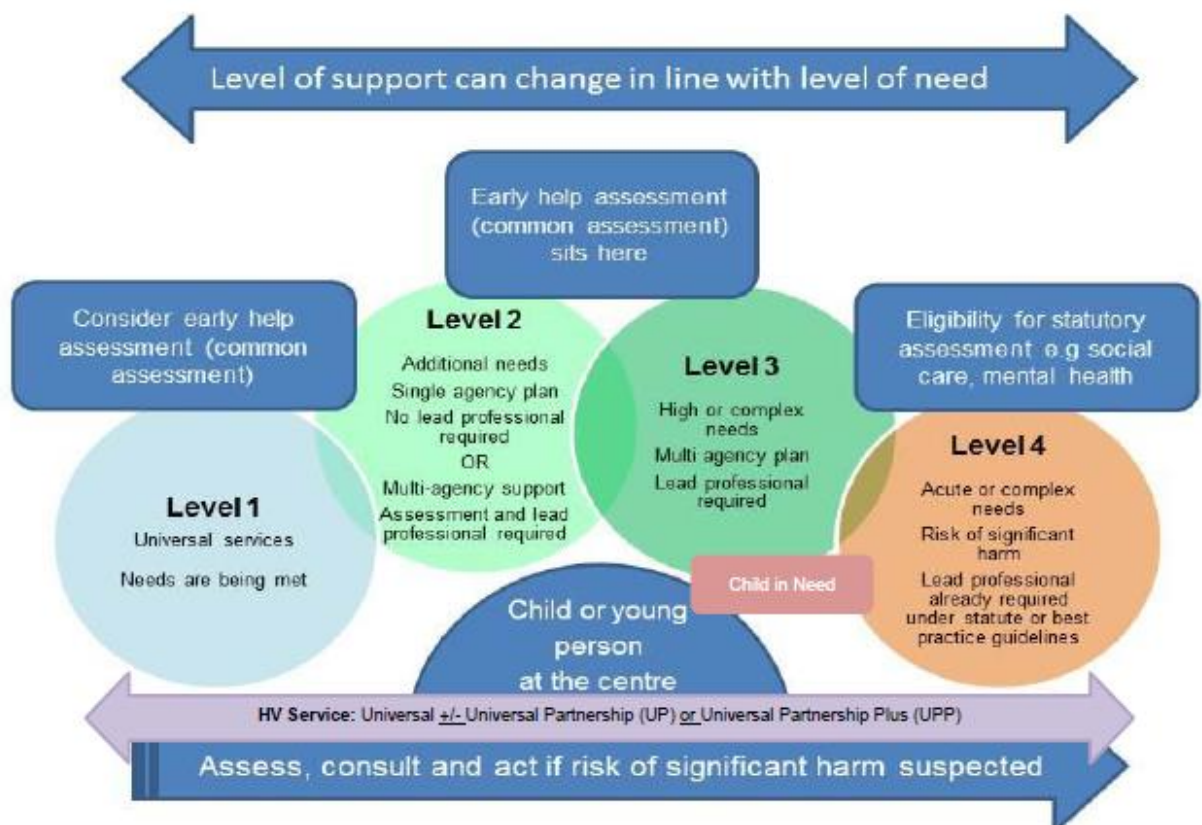 Level of support can change in line with level of need
Early help assessment
(common assessment)
sits here
Consider early help
assessment (common
assessment)
Eligibility for statutory
assessment e.g social
care, mental health
Level 1
Universal services
Needs are being met
Level 2
Additional needs
Single agency plan
No lead professional
required
OR
Multi-agency support
Assessment and lead
professional required
Level 3
High or complex
needs
Multi agency plan
Lead professional
required
Level 4
Acute or complex
needs
Risk of significant
harm
Lead professional
already required
under statute or best
practice guidelines
Child in Need
Child or young
person
at the centre
HV Service: Universal +/- Universal Partnership (UP) or Universal Partnership Plus (UPP)
Assess, consult and act if risk of significant harm suspected